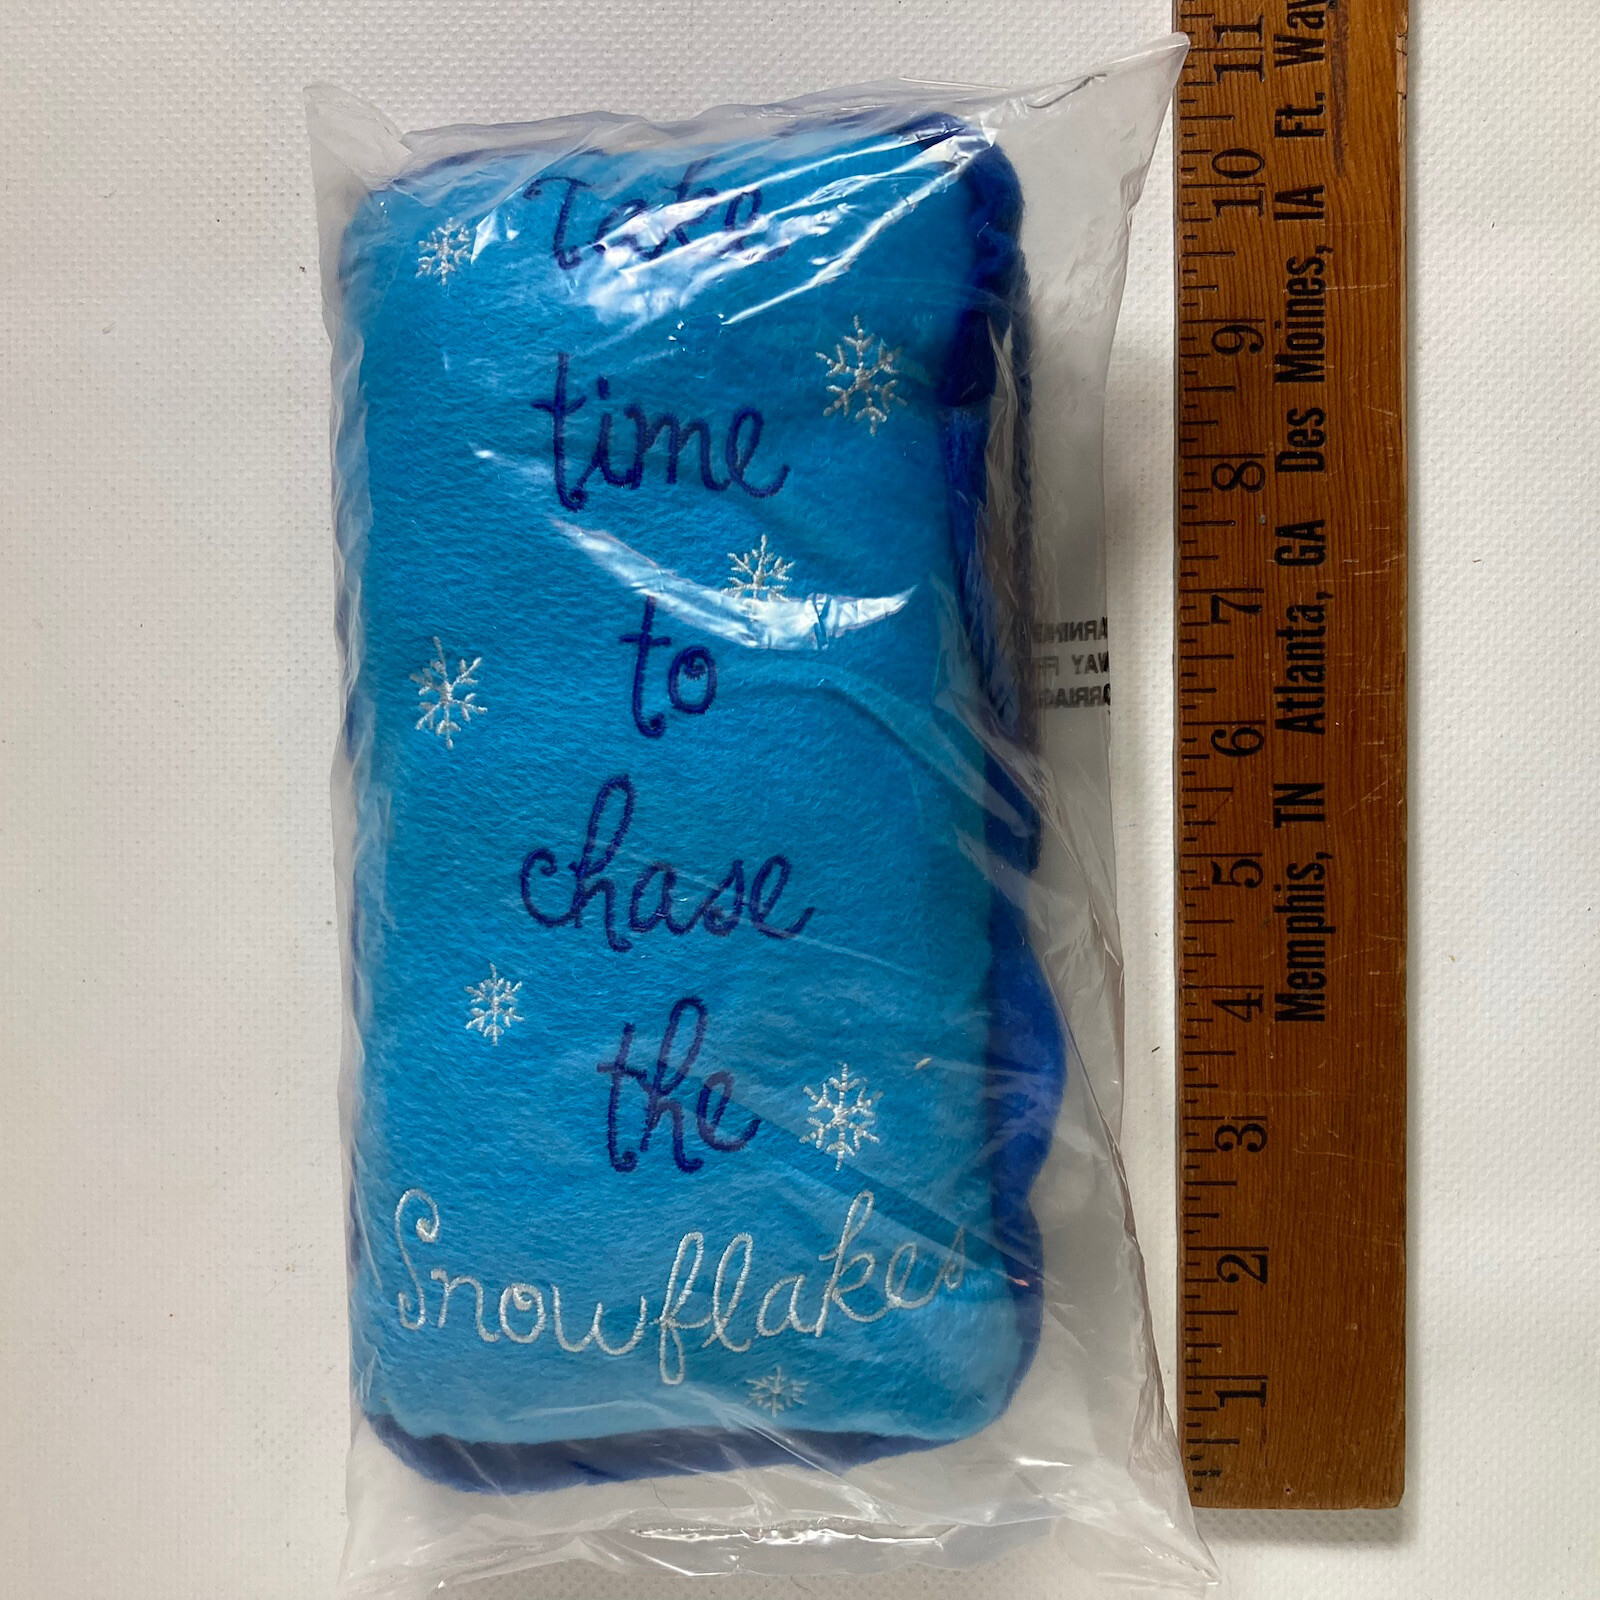 Take
time
to
chase
the
Snowflakes
Memphis, TN Atlanta, GA Des Moines, IA Ft.
1 2 3 4 5 6 7 8 9 10 11